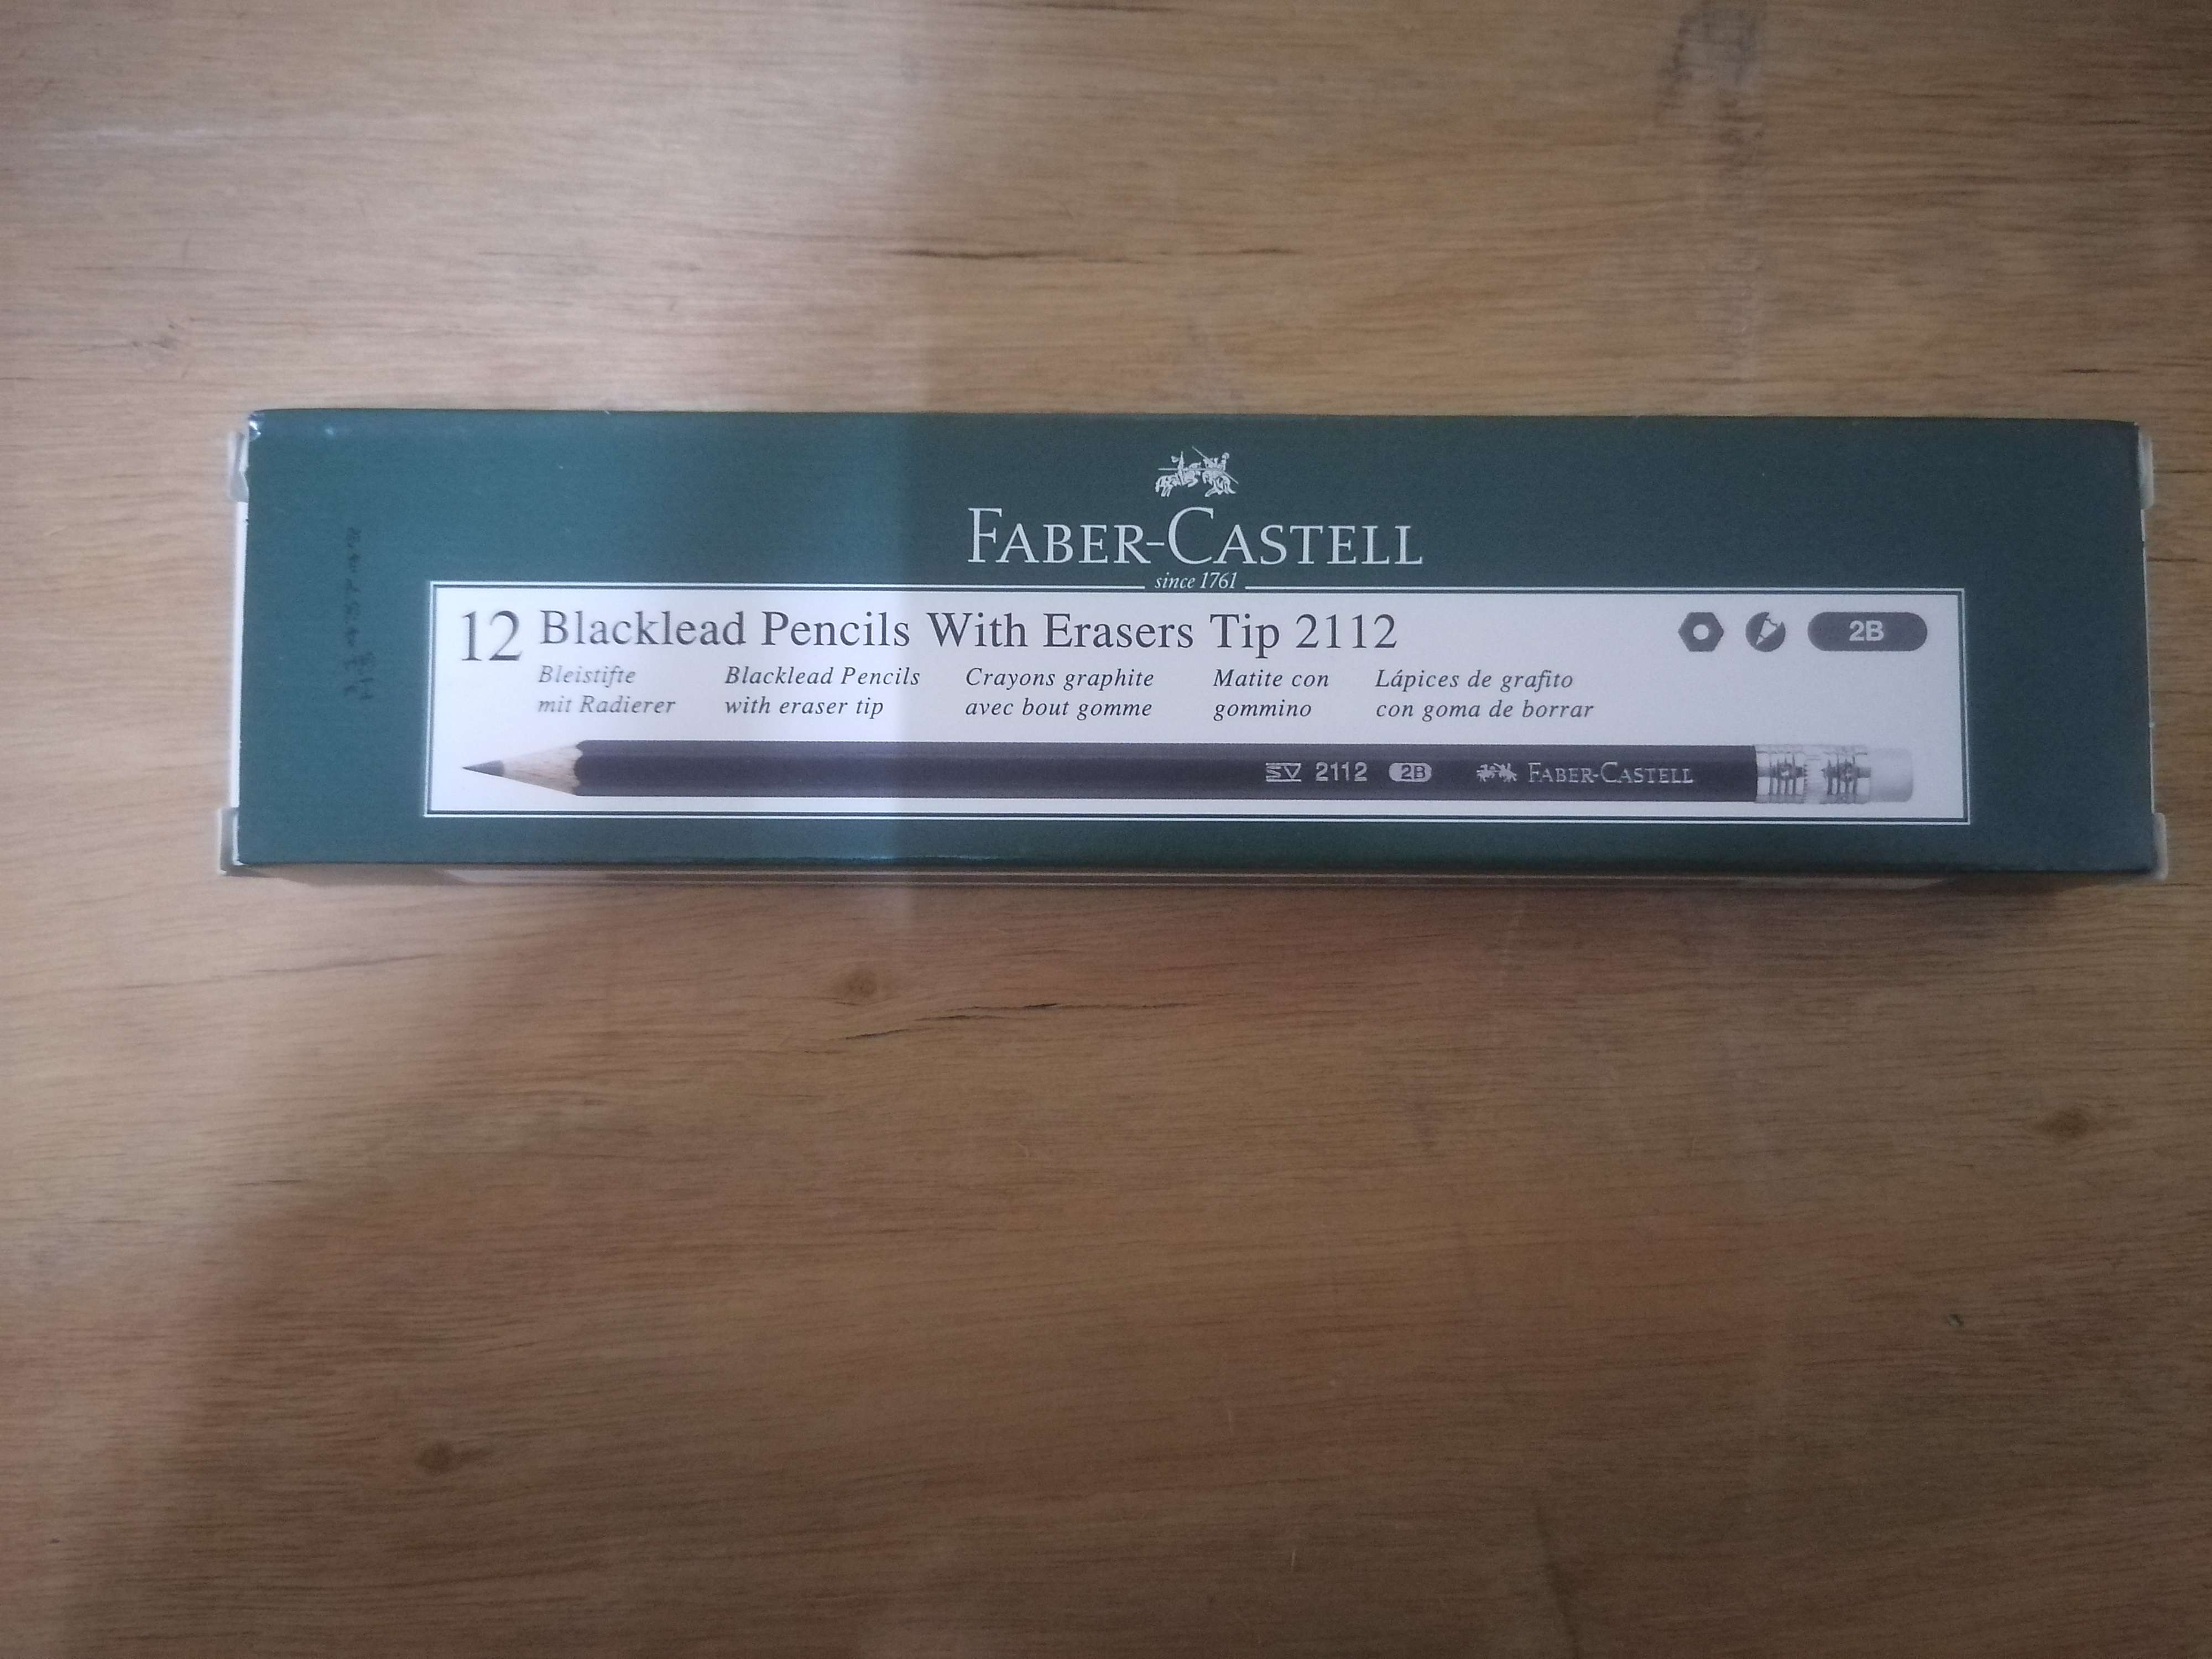 FABER-CASTELL
since 1761
12 Blacklead Pencils With Erasers Tip 2112
2B
Bleistifte
mit Radierer
Blacklead Pencils
with eraser tip
Crayons graphite
avec bout gomme
Matite con
gommino
Lápices de grafito
con goma de borrar
SV 2112 2B FABER-CASTELL